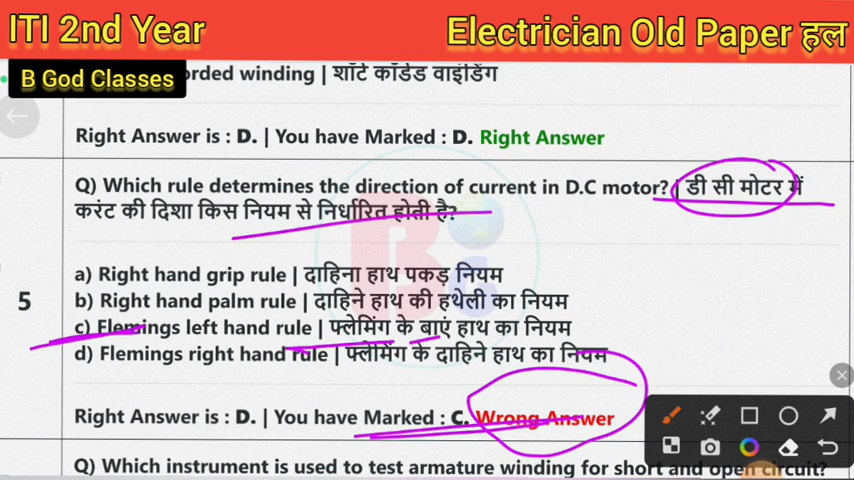 ITI 2nd Year
Electrician Old Paper हल
B God Classes
orded winding | शॉर्ट कॉर्डेड वाइंडिंग
Right Answer is : D. | You have Marked : D. Right Answer
Q) Which rule determines the direction of current in D.C motor? | डी सी मोटर में
करंट की दिशा किस नियम से निर्धारित होती है?
5
a) Right hand grip rule | दाहिना हाथ पकड़ नियम
b) Right hand palm rule | दाहिने हाथ की हथेली का नियम
c) Flemings left hand rule | फ्लेमिंग के बाएं हाथ का नियम
d) Flemings right hand rule | फ्लेमिंग के दाहिने हाथ का नियम
Right Answer is : D. | You have Marked : C. Wrong Answer
Q) Which instrument is used to test armature winding for short and open circuit?